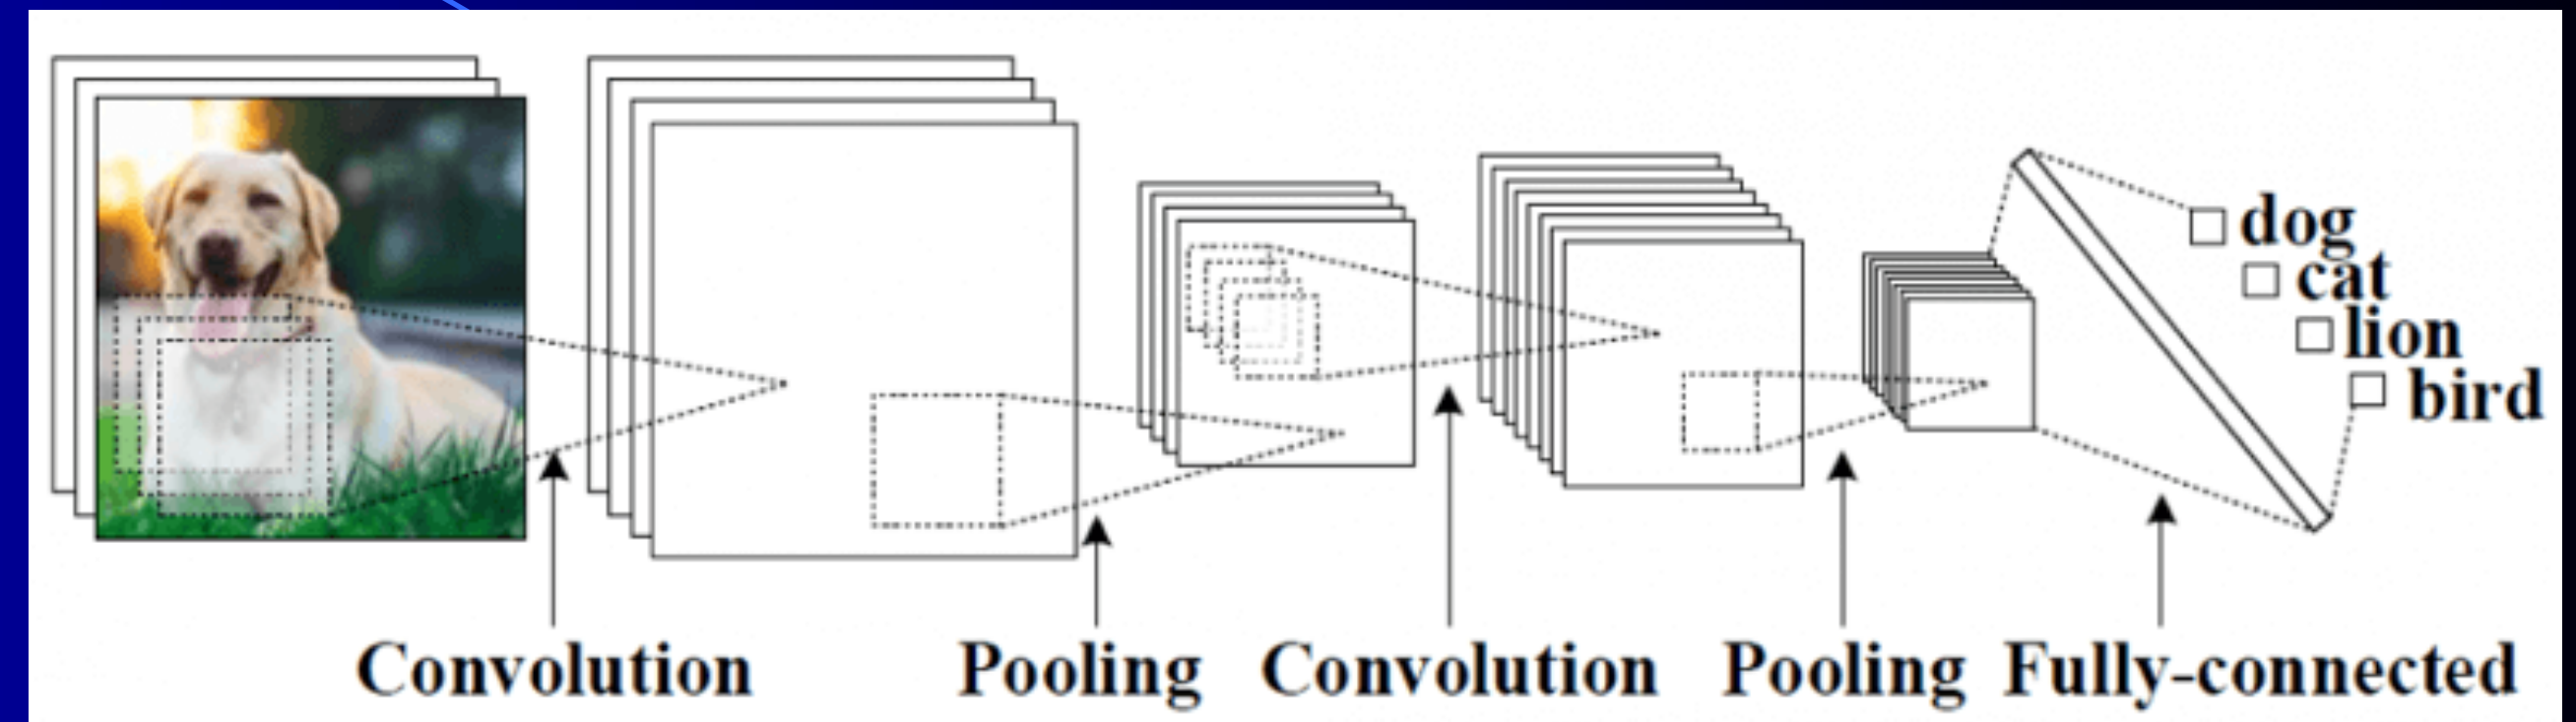 dog
cat
lion
bird
Convolution Pooling Convolution Pooling Fully-connected